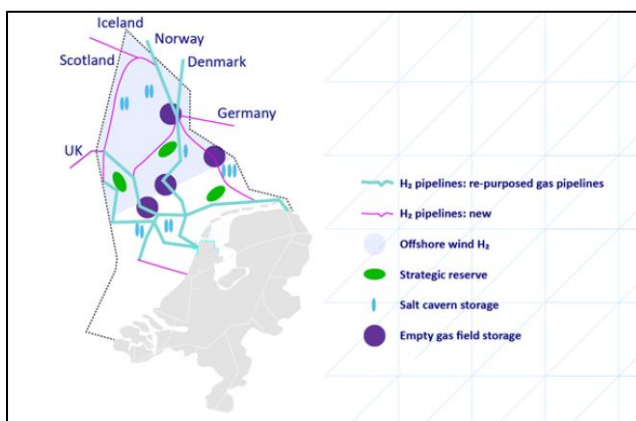 Iceland
Norway
Scotland
Denmark
Germany
UK
H₂ pipelines: re-purposed gas pipelines
H₂ pipelines: new
Offshore wind H₂
Strategic reserve
Salt cavern storage
Empty gas field storage